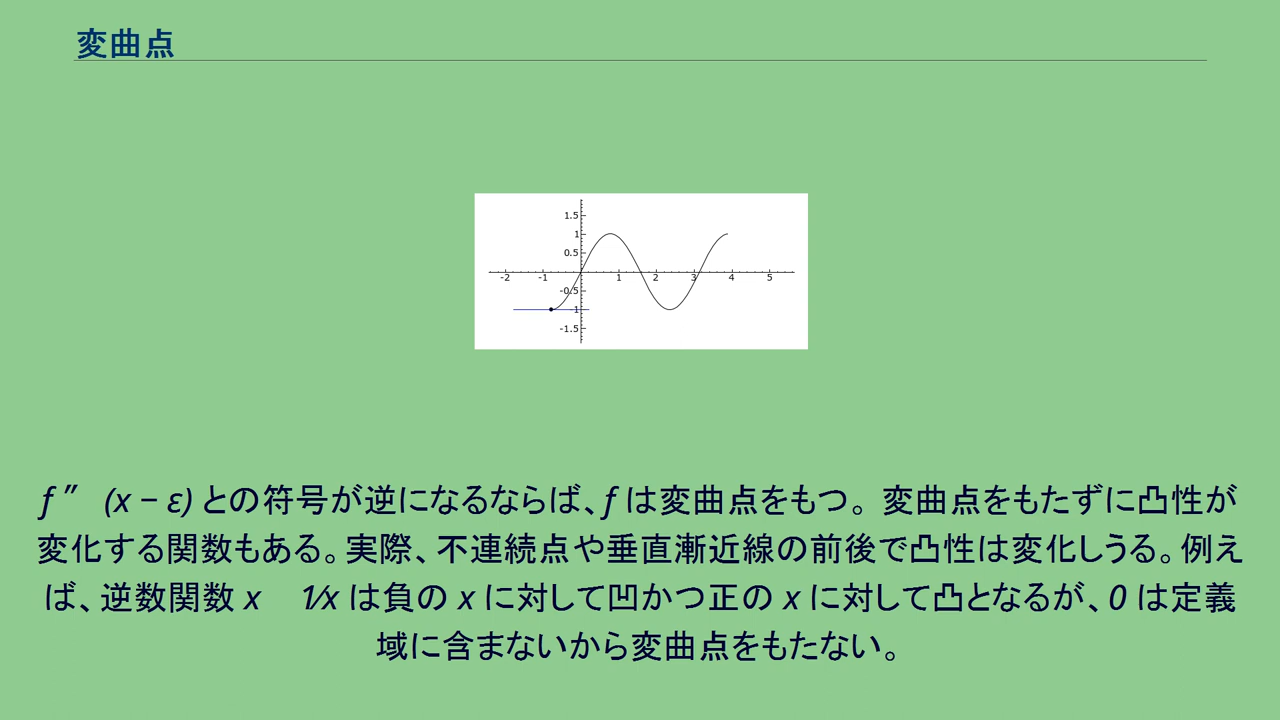 変曲点
1.5
1
0.5
-2 -1 1 2 3 4 5
-0.5
-1
-1.5
f″ (x − ε) との符号が逆になるならば、f は変曲点をもつ。変曲点をもたずに凸性が
変化する関数もある。実際、不連続点や垂直漸近線の前後で凸性は変化しうる。例え
ば、逆数関数 x 1⁄x は負の x に対して凹かつ正の x に対して凸となるが、0 は定義
域に含まないから変曲点をもたない。